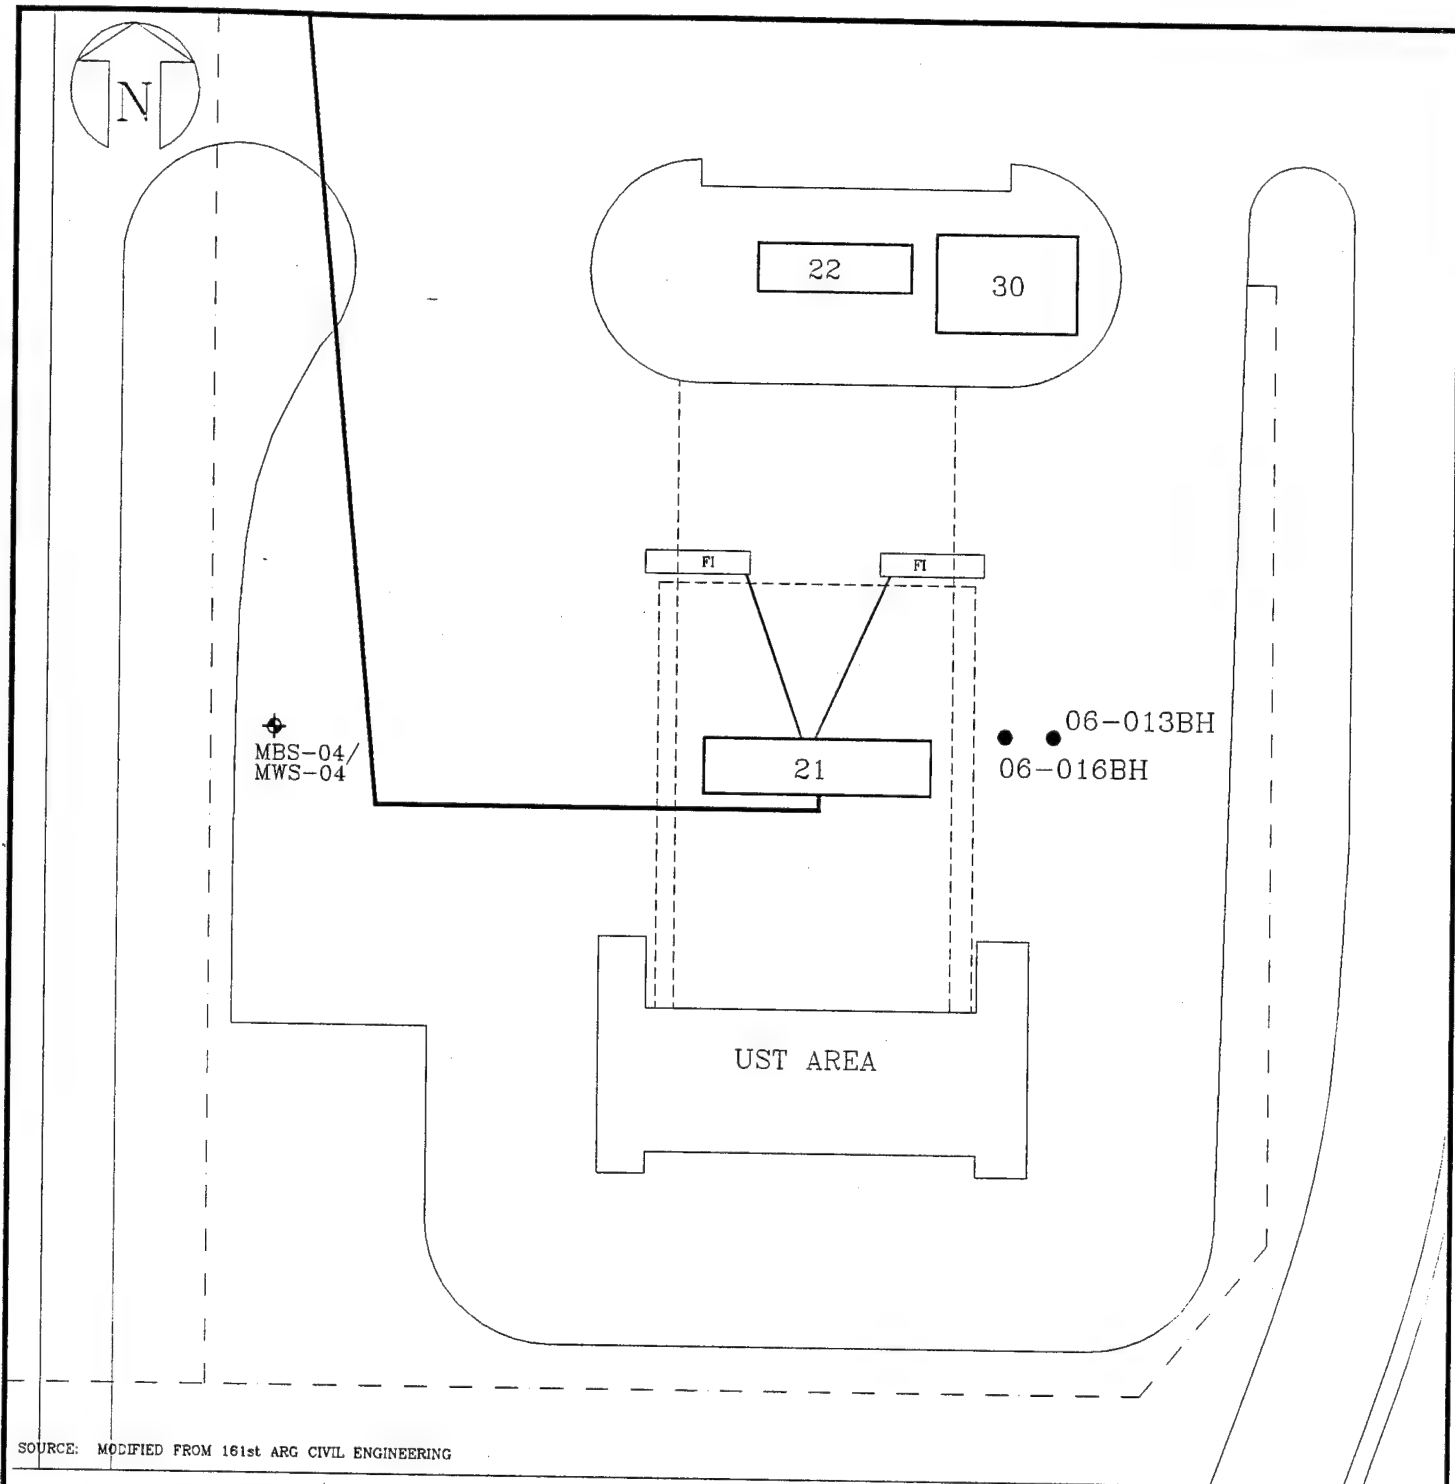 N
22
30
FI
FI
06-013BH
MBS-04/
MWS-04
21
06-016BH
UST AREA
SOURCE: MODIFIED FROM 161st ARG CIVIL ENGINEERING